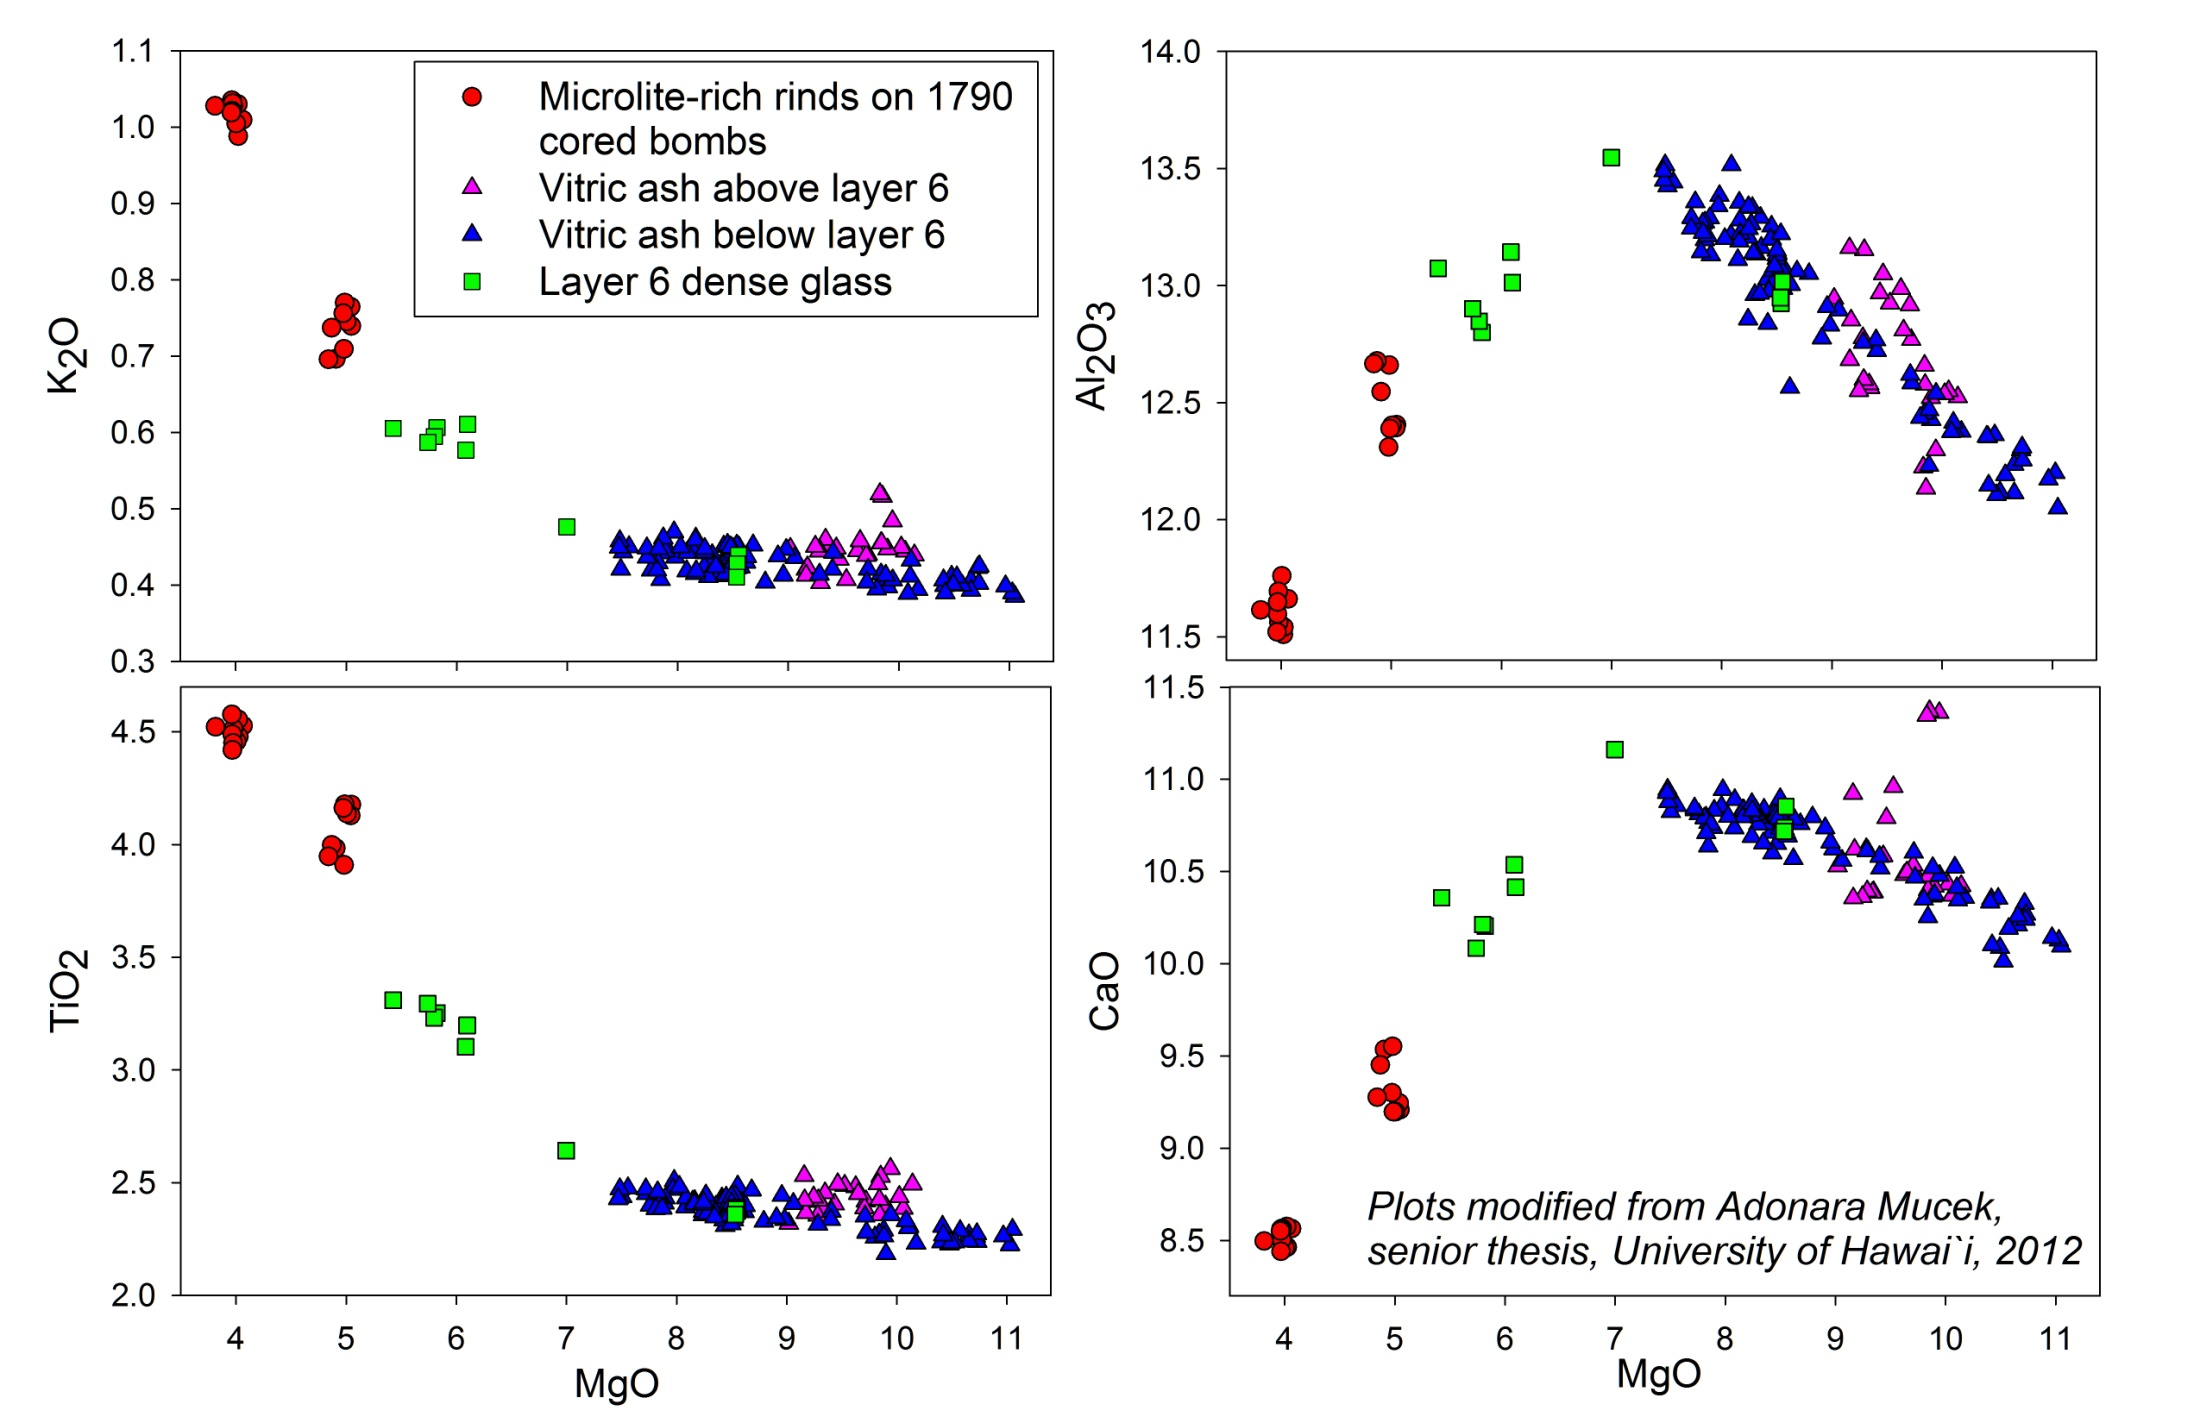 1.1
1.0
0.9
0.8
0.7
0.6
0.5
0.4
0.3
K2O
Microlite-rich rinds on 1790
cored bombs
Vitric ash above layer 6
Vitric ash below layer 6
Layer 6 dense glass
14.0
13.5
13.0
12.5
12.0
11.5
Al2O3
4.5
4.0
3.5
3.0
2.5
2.0
TiO2
4 5 6 7 8 9 10 11
MgO
11.5
11.0
10.5
10.0
9.5
9.0
8.5
CaO
Plots modified from Adonara Mucek,
senior thesis, University of Hawai`i, 2012
4 5 6 7 8 9 10 11
MgO